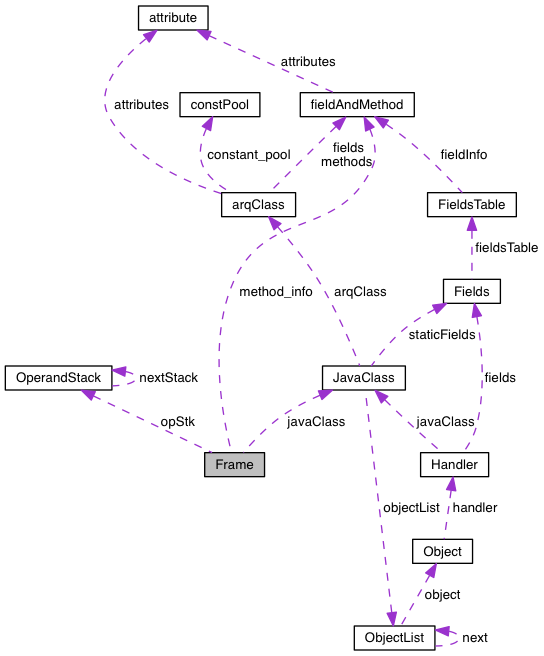 attribute
attributes
constPool
fieldAndMethod
attributes
constant_pool
fields
methods
fieldInfo
arqClass
FieldsTable
fieldsTable
method_info
arqClass
Fields
staticFields
OperandStack
nextStack
JavaClass
fields
opStk
javaClass
javaClass
Frame
Handler
objectList
handler
Object
object
ObjectList
next